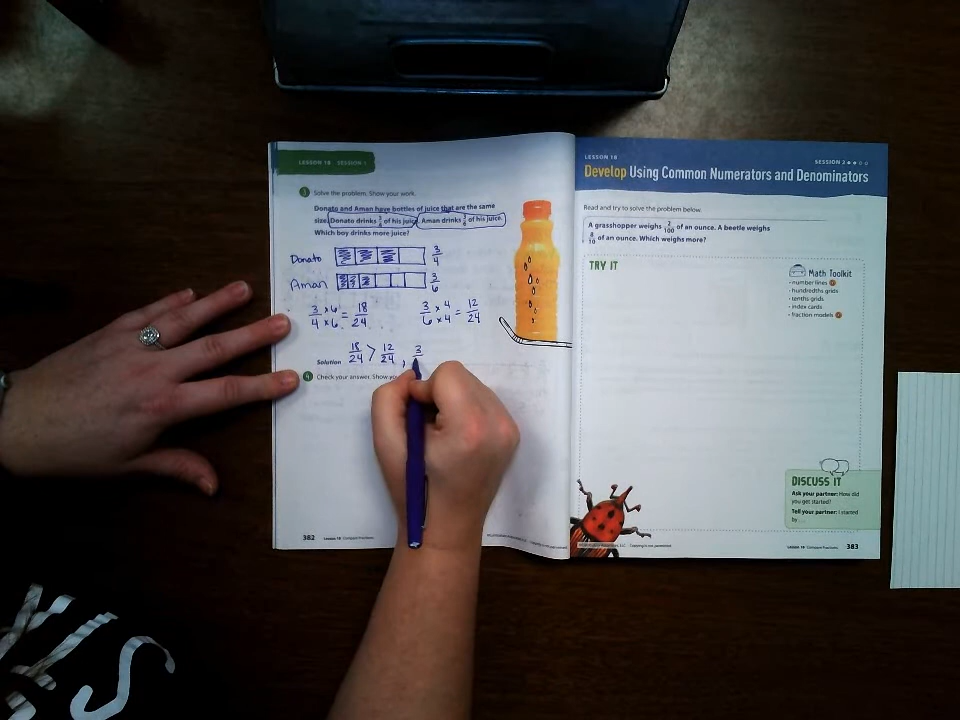 LESSON 18 SESSION 1
3 Solve the problem. Show your work.
Donato and Aman have bottles of juice that are the same
size. Donato drinks 3/4 of his juice. Aman drinks 3/6 of his juice.
Which boy drinks more juice?
Donato 3/4
Aman 3/6
3/4 × 6/6 = 18/24 3/6 × 4/4 = 12/24
Solution 18/24 > 12/24 , 3
4 Check your answer. Show
382 Lesson 18 Compare Fractions
LESSON 18
SESSION 2
Develop Using Common Numerators and Denominators
Read and try to solve the problem below.
A grasshopper weighs 2/100 of an ounce. A beetle weighs
8/10 of an ounce. Which weighs more?
TRY IT
Math Toolkit
• number lines
• hundredths grids
• tenths grids
• index cards
• fraction models
DISCUSS IT
Ask your partner: How did
you get started?
Tell your partner: I started
by ...
Lesson 18 Compare Fractions 383